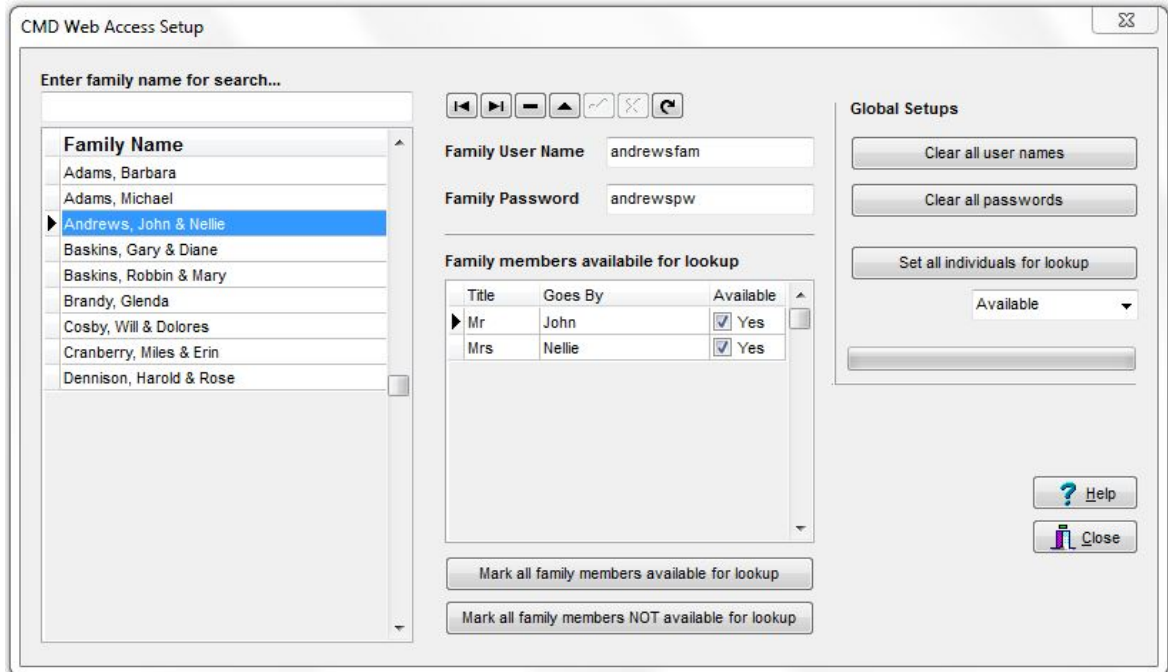 CMD Web Access Setup
Enter family name for search...
Family Name
Adams, Barbara
Adams, Michael
Andrews, John & Nellie
Baskins, Gary & Diane
Baskins, Robbin & Mary
Brandy, Glenda
Cosby, Will & Dolores
Cranberry, Miles & Erin
Dennison, Harold & Rose
Family User Name andrewsfam
Family Password andrewspw
Family members availabile for lookup
Title Goes By Available
Mr John Yes
Mrs Nellie Yes
Mark all family members available for lookup
Mark all family members NOT available for lookup
Global Setups
Clear all user names
Clear all passwords
Set all individuals for lookup
Available
? Help
Close